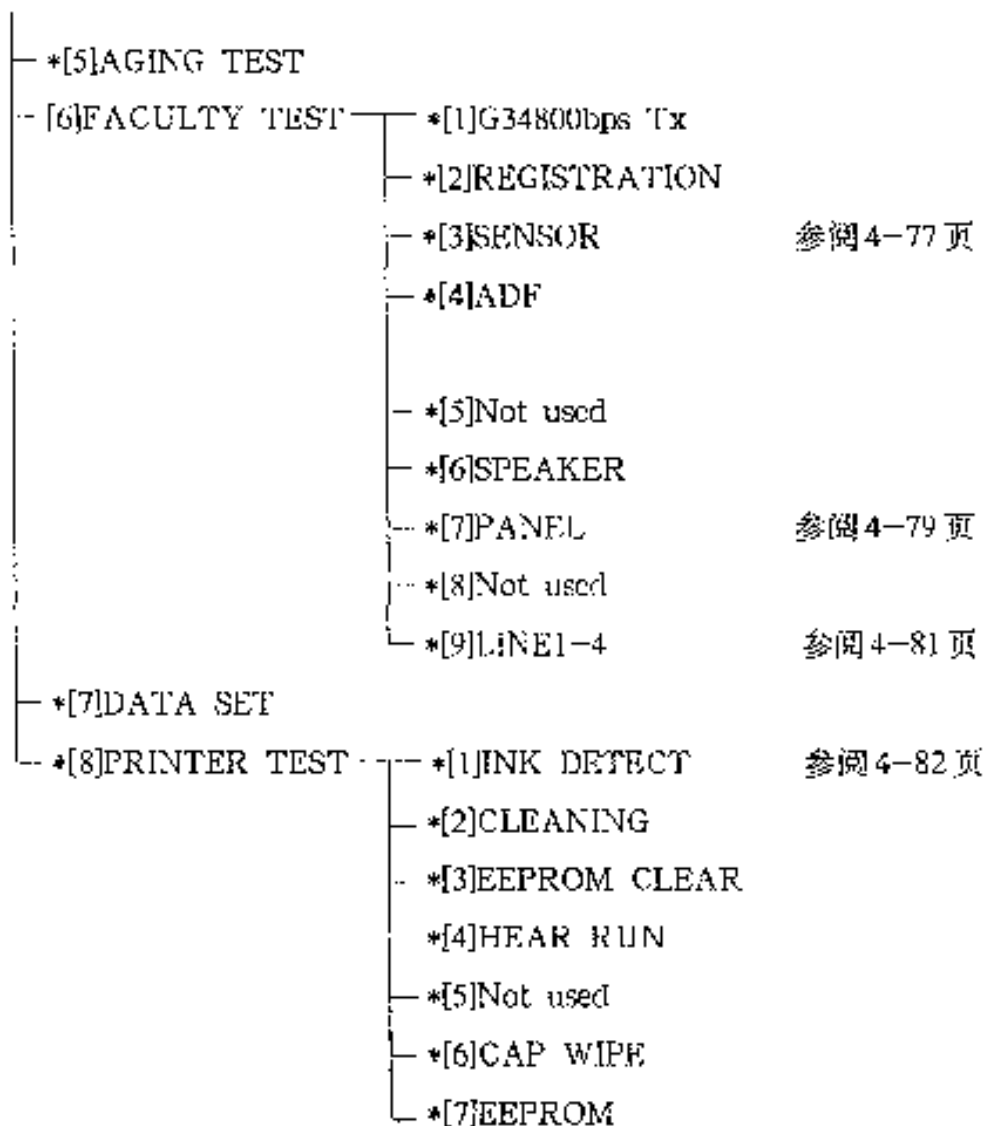 *[5]AGING TEST
[6]FACULTY TEST *[1]G34800bps Tx
*[2]REGISTRATION
*[3]SENSOR 参阅4-77页
*[4]ADF
*[5]Not used
*[6]SPEAKER
*[7]PANEL 参阅4-79页
*[8]Not used
*[9]LINE1-4 参阅4-81页
*[7]DATA SET
*[8]PRINTER TEST *[1]INK DETECT 参阅4-82页
*[2]CLEANING
*[3]EEPROM CLEAR
*[4]HEAR RUN
*[5]Not used
*[6]CAP WIPE
*[7]EEPROM